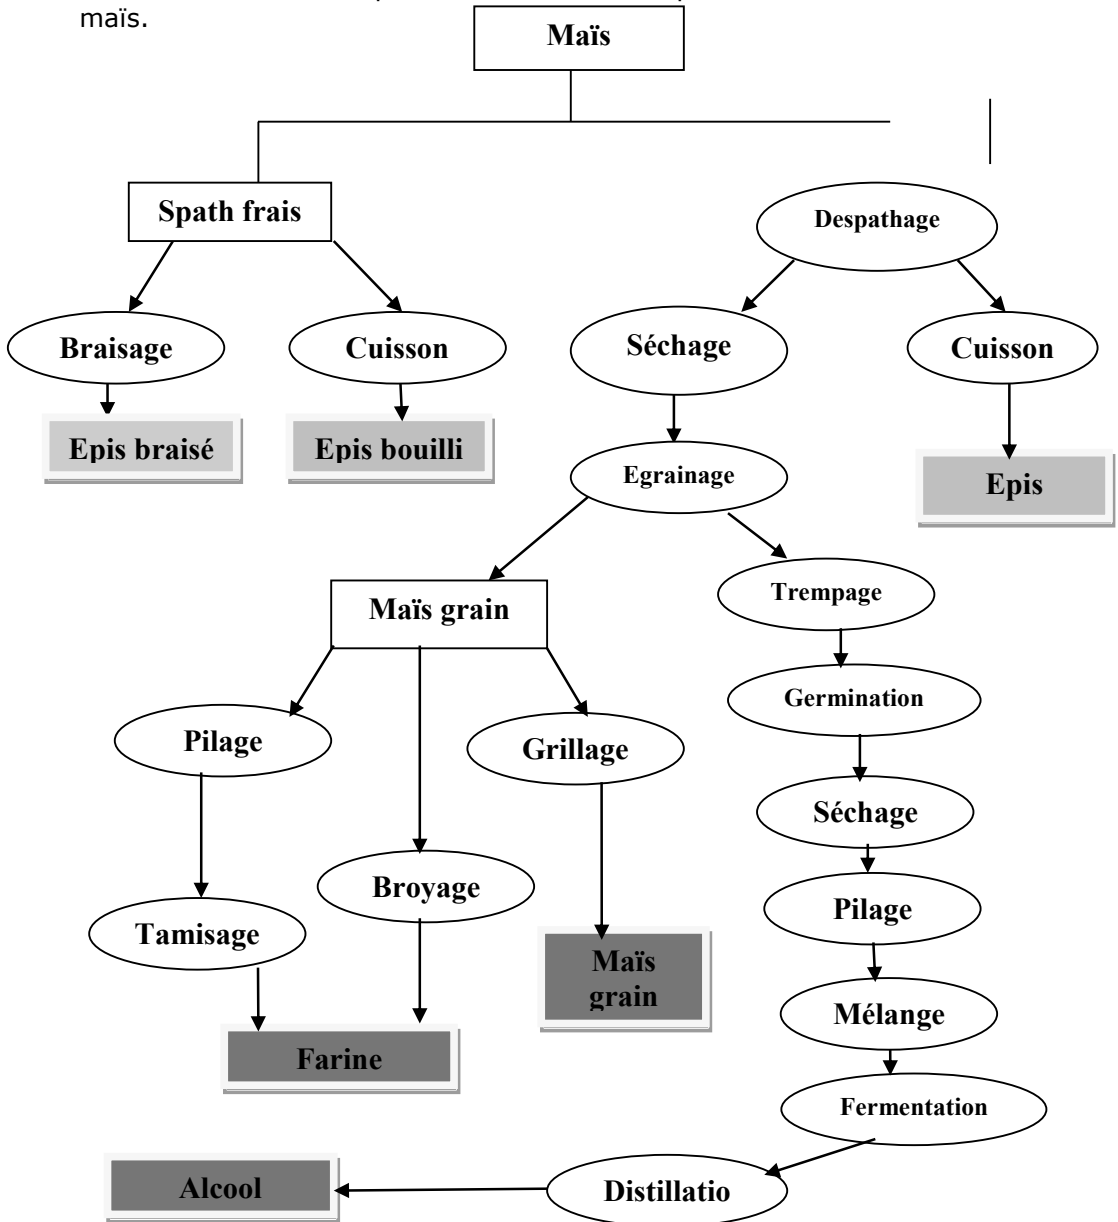 maïs.
Maïs
Spath frais
Despathage
Braisage
Cuisson
Séchage
Cuisson
Epis braisé
Epis bouilli
Egrainage
Epis
Maïs grain
Trempage
Germination
Pilage
Grillage
Séchage
Broyage
Pilage
Tamisage
Maïs
grain
Mélange
Farine
Fermentation
Alcool
Distillatio